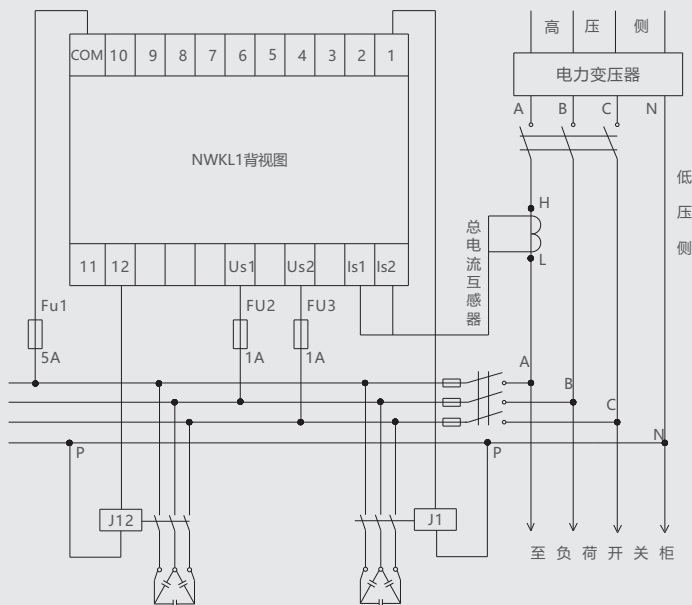 高 压 侧
电力变压器
COM 10 9 8 7 6 5 4 3 2 1
A B C N
NWKL1背视图
低
压
侧
H
L
总电流互感器
11 12 Us1 Us2 Is1 Is2
Fu1 FU2 FU3
5A 1A 1A
A
B
C
N
P P
J12 J1
至 负 荷 开 关 柜